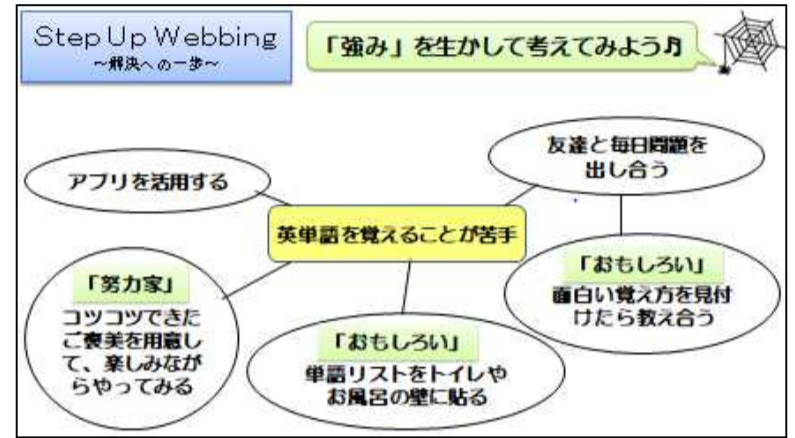 Step Up Webbing
～解決への一歩～
「強み」を生かして考えてみよう♬
友達と毎日問題を
出し合う
アプリを活用する
英単語を覚えることが苦手
「おもしろい」
面白い覚え方を見付
けたら教え合う
「努力家」
コツコツできた
ご褒美を用意し
て、楽しみなが
らやってみる
「おもしろい」
単語リストをトイレや
お風呂の壁に貼る